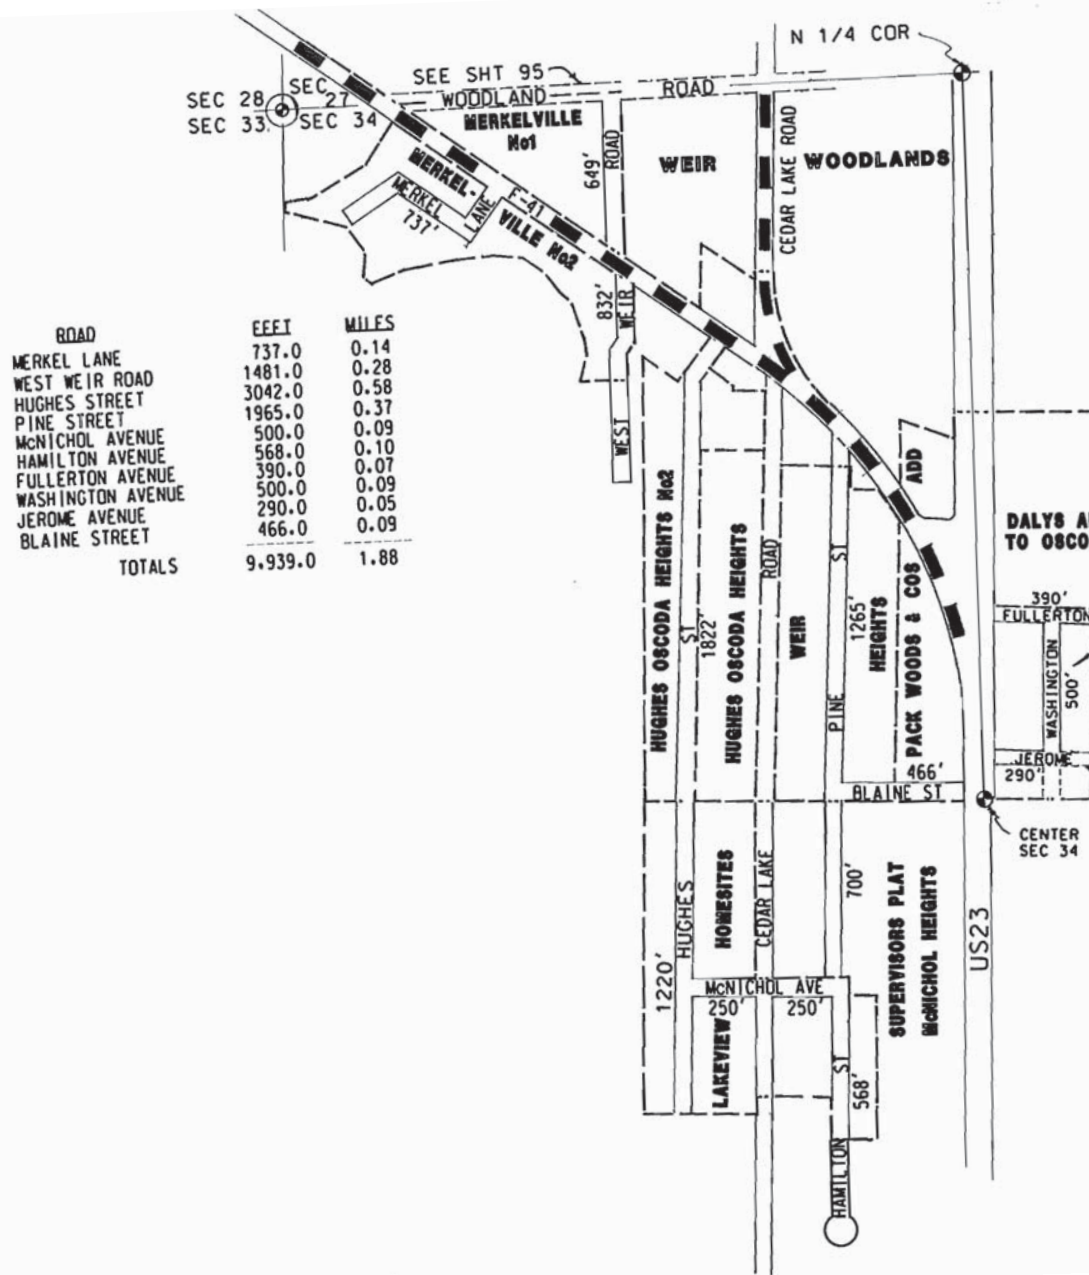 N 1/4 COR
SEE SHT 95
SEC 28
SEC 27
SEC 33
SEC 34
WOODLAND ROAD
MERKELVILLE
No1
MERKEL-
VILLE No2
MERKEL LANE
737'
F-41
649'
ROAD
WEIR
CEDAR LAKE ROAD
WOODLANDS
832'
WEIR
WEST
ROAD FEET MILES
MERKEL LANE 737.0 0.14
WEST WEIR ROAD 1481.0 0.28
HUGHES STREET 3042.0 0.58
PINE STREET 1965.0 0.37
McNICHOL AVENUE 500.0 0.09
HAMILTON AVENUE 568.0 0.10
FULLERTON AVENUE 390.0 0.07
WASHINGTON AVENUE 500.0 0.09
JEROME AVENUE 290.0 0.05
BLAINE STREET 466.0 0.09
TOTALS 9.939.0 1.88
HUGHES OSCODA HEIGHTS No2
ST
1822'
HUGHES OSCODA HEIGHTS
ROAD
WEIR
ST
1265'
PINE
HEIGHTS
PACK WOODS & COS
ADD
DALYS A
TO OSCO
390'
FULLERTON
WASHINGTON
500'
JEROME
290'
466'
BLAINE ST
CENTER
SEC 34
HUGHES
1220'
HOMESITES
CEDAR LAKE
700'
SUPERVISORS PLAT
McNICHOL HEIGHTS
US23
McNICHOL AVE
250' 250'
LAKEVIEW
ST
568'
HAMILTON